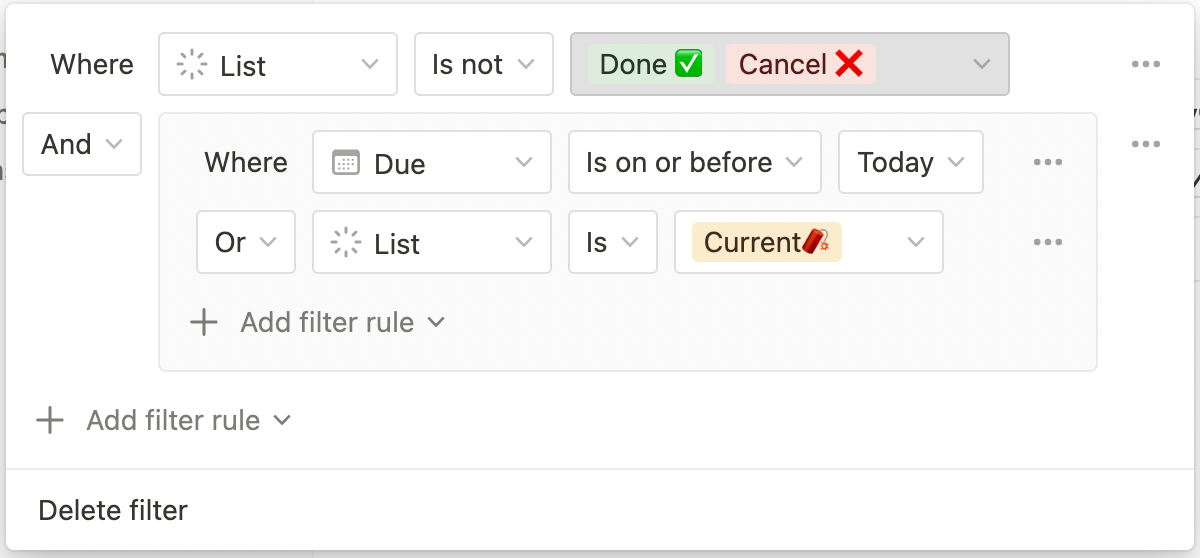 Where List Is not Done ✅ Cancel ❌
And
Where Due Is on or before Today
Or List Is Current🧨
Add filter rule
Add filter rule
Delete filter